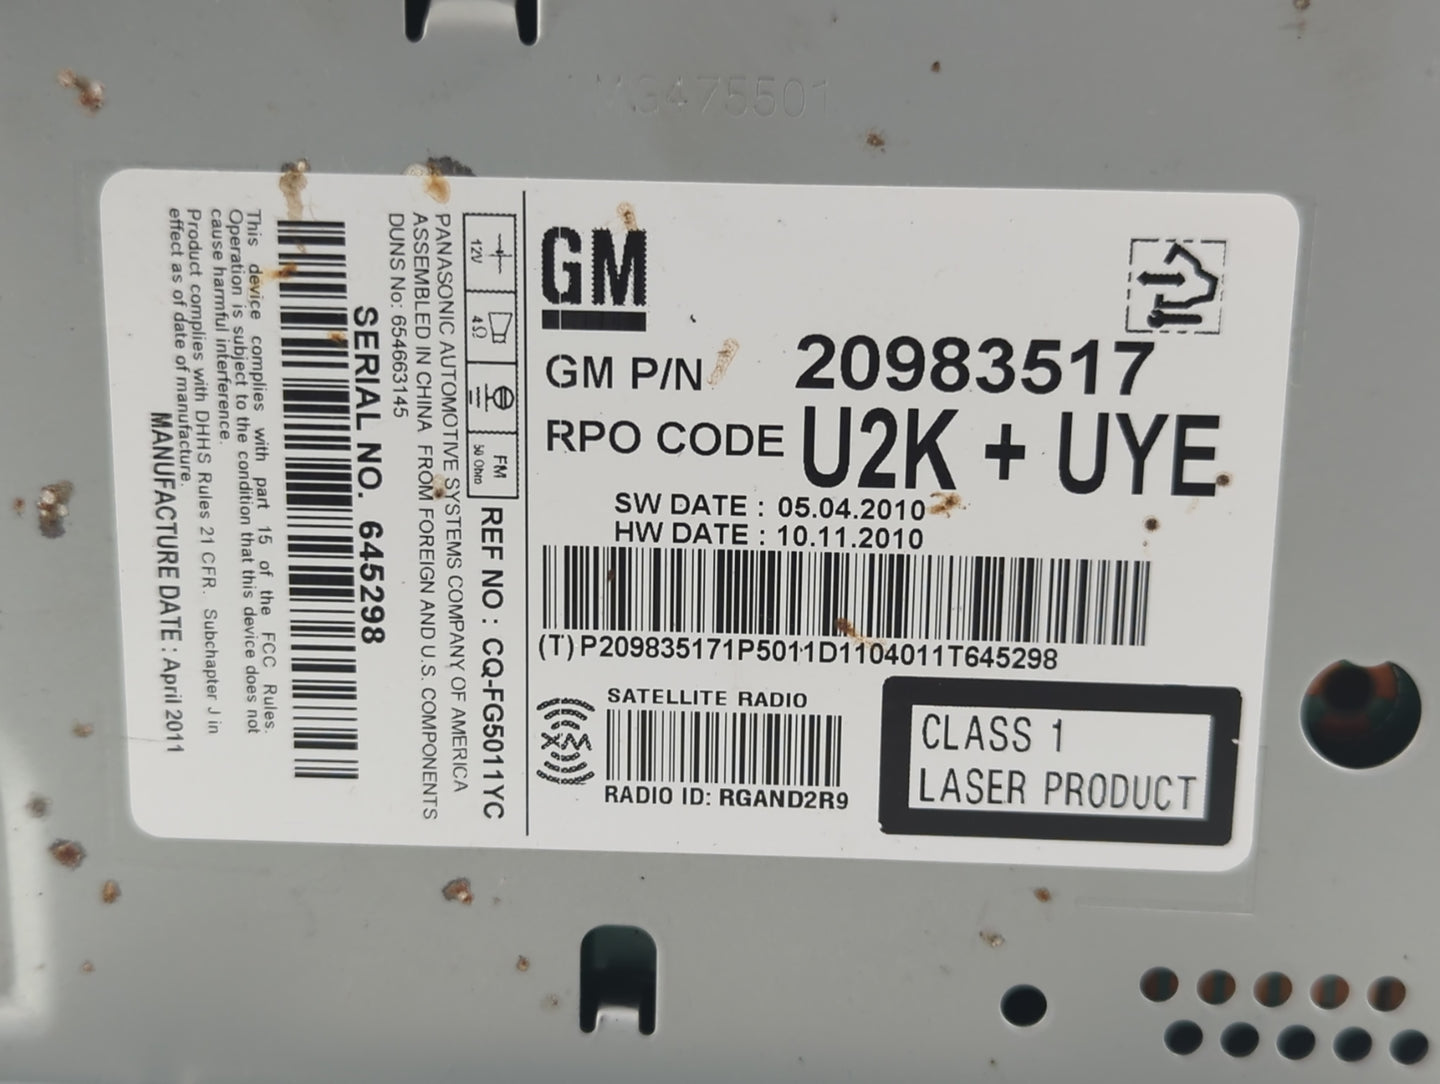 MG475501
GM
GM P/N 20983517
RPO CODE U2K + UYE
SW DATE : 05.04.2010
HW DATE : 10.11.2010
(T)P209835171P5011D1104011T645298
SATELLITE RADIO
XM
RADIO ID: RGAND2R9
CLASS 1
LASER PRODUCT
12V
4Ω
FM
50 Ohm
REF NO : CQ-FG5011YC
PANASONIC AUTOMOTIVE SYSTEMS COMPANY OF AMERICA
ASSEMBLED IN CHINA FROM FOREIGN AND U.S. COMPONENTS
DUNS No: 654663145
SERIAL NO. 645298
This device complies with part 15 of the FCC Rules.
Operation is subject to the condition that this device does not
cause harmful interference.
Product complies with DHHS Rules 21 CFR. Subchapter J in
effect as of date of manufacture.
MANUFACTURE DATE : April 2011